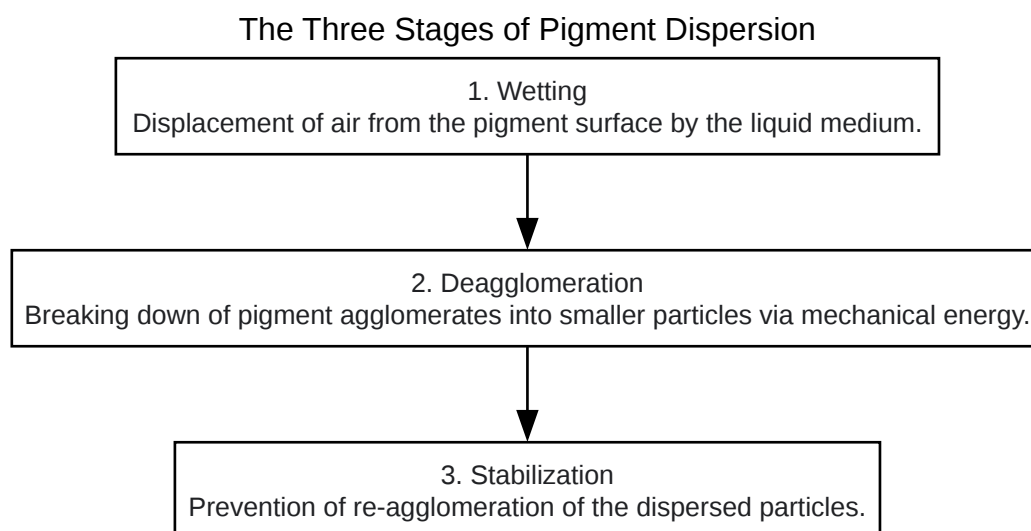 The Three Stages of Pigment Dispersion
1. Wetting
Displacement of air from the pigment surface by the liquid medium.
2. Deagglomeration
Breaking down of pigment agglomerates into smaller particles via mechanical energy.
3. Stabilization
Prevention of re-agglomeration of the dispersed particles.